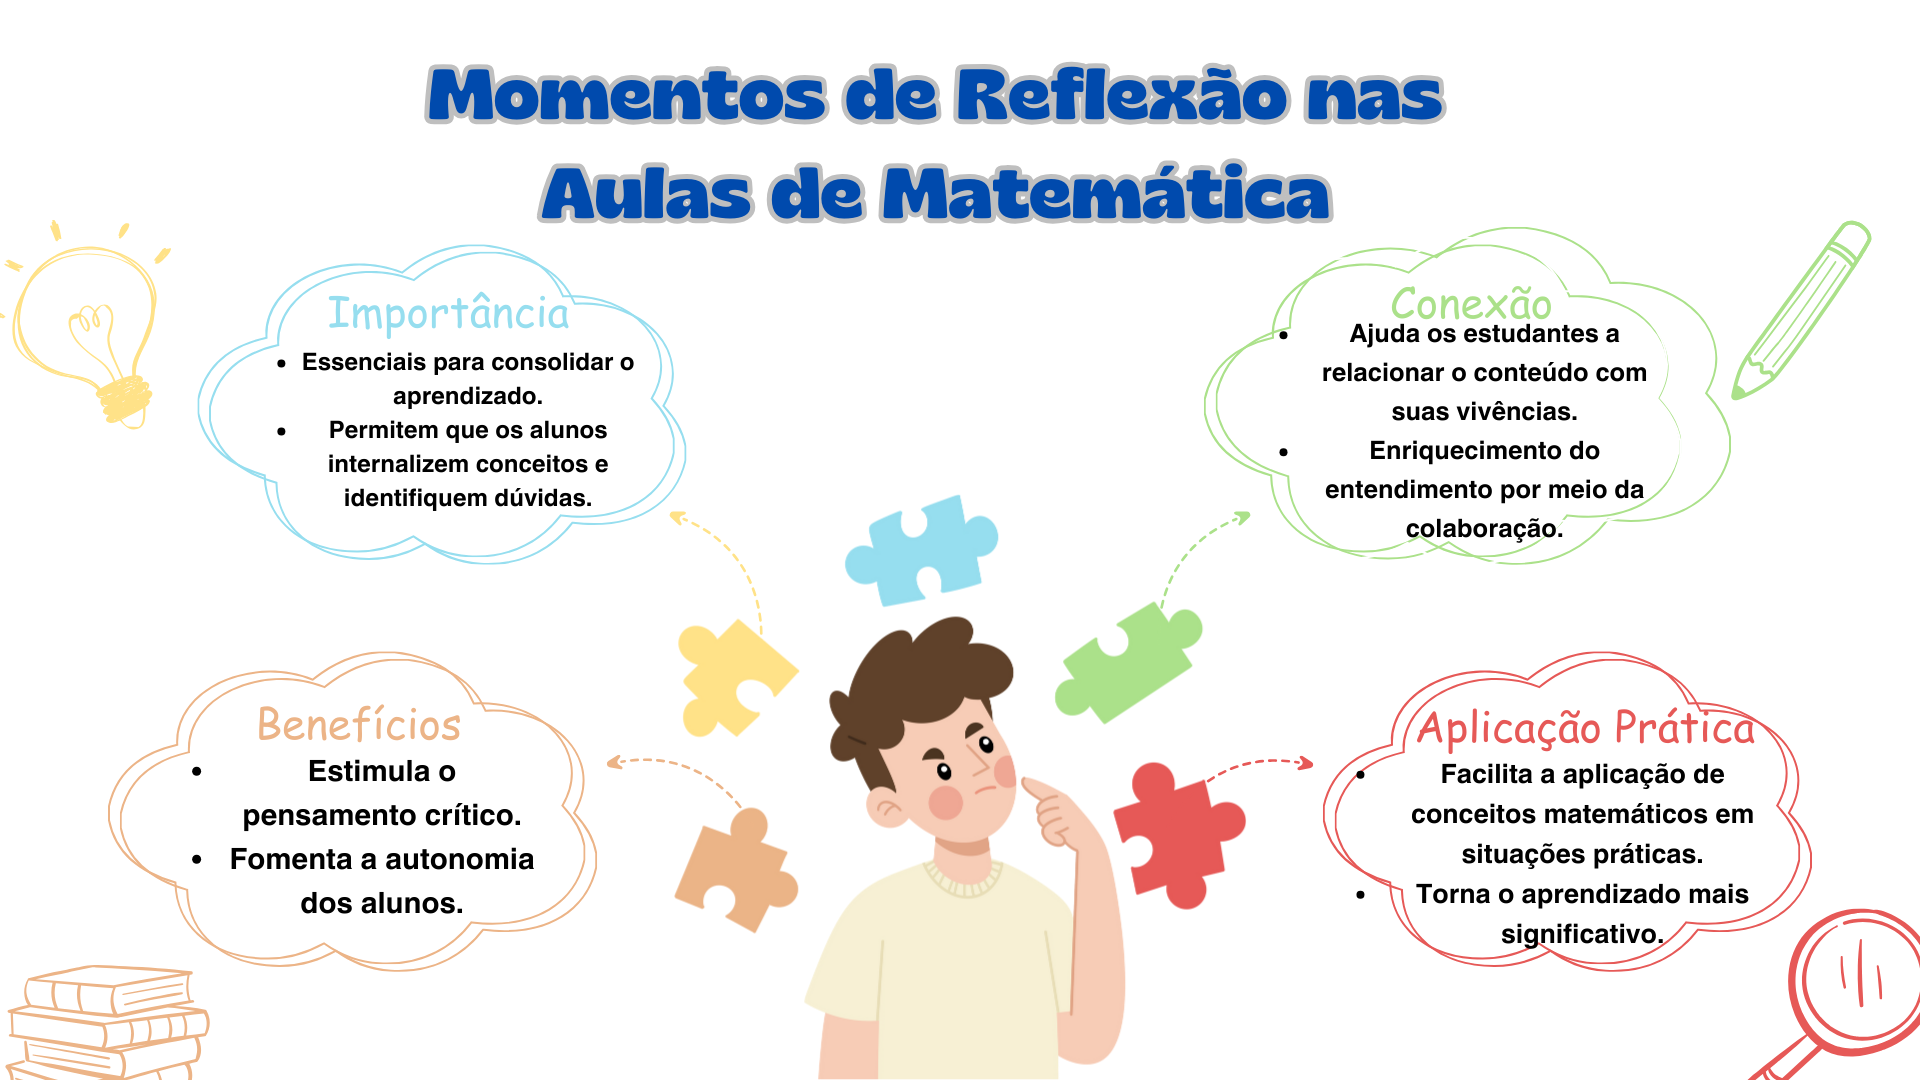 Momentos de Reflexão nas
Aulas de Matemática
Importância
• Essenciais para consolidar o
aprendizado.
• Permitem que os alunos
internalizem conceitos e
identifiquem dúvidas.
Conexão
• Ajuda os estudantes a
relacionar o conteúdo com
suas vivências.
• Enriquecimento do
entendimento por meio da
colaboração.
Benefícios
• Estimula o
pensamento crítico.
• Fomenta a autonomia
dos alunos.
Aplicação Prática
• Facilita a aplicação de
conceitos matemáticos em
situações práticas.
• Torna o aprendizado mais
significativo.